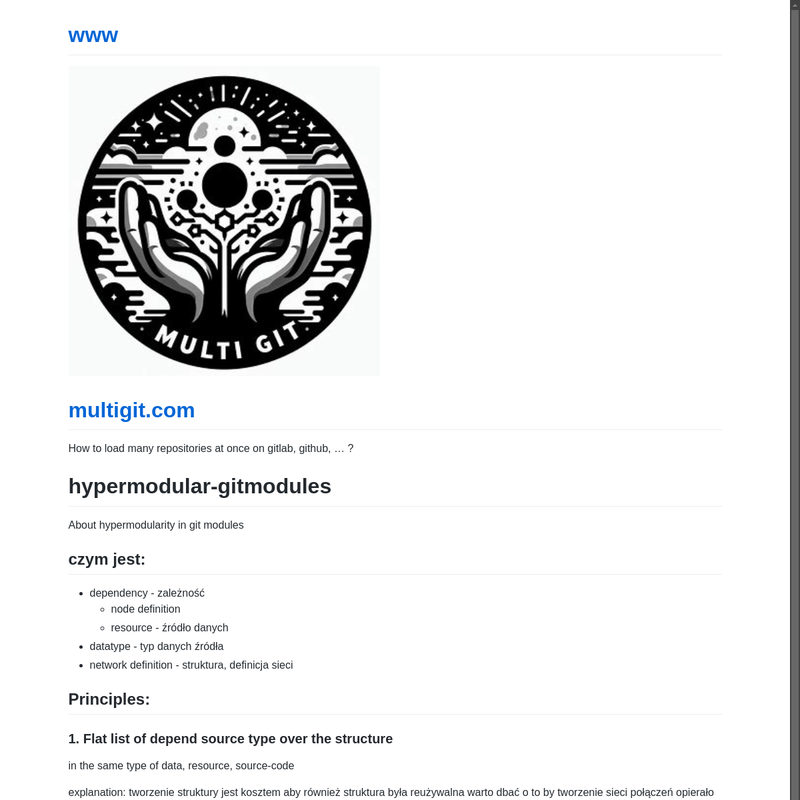 www
MULTI GIT
multigit.com
How to load many repositories at once on gitlab, github, … ?
hypermodular-gitmodules
About hypermodularity in git modules
czym jest:
dependency - zależność
node definition
resource - źródło danych
datatype - typ danych źródła
network definition - struktura, definicja sieci
Principles:
1. Flat list of depend source type over the structure
in the same type of data, resource, source-code
explanation: tworzenie struktury jest kosztem aby również struktura była reużywalna warto dbać o to by tworzenie sieci połączeń opierało